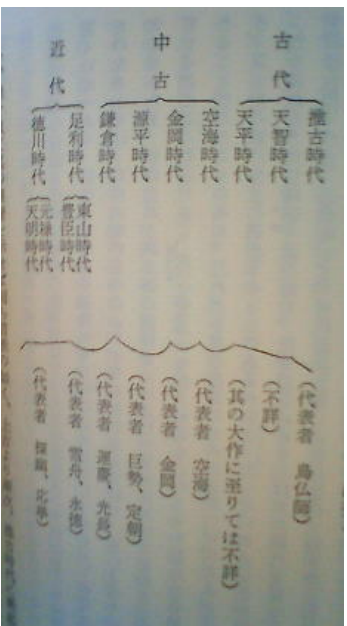 古代
推古時代
天智時代
天平時代
中古
空海時代
金岡時代
源平時代
鎌倉時代
近代
足利時代
東山時代
豊臣時代
徳川時代
元禄時代
天明時代
(代表者 鳥仏師)
(不詳)
(其の大作に至りては不詳)
(代表者 空海)
(代表者 金岡)
(代表者 巨勢、定朝)
(代表者 運慶、光長)
(代表者 雪舟、永徳)
(代表者 探幽、応挙)